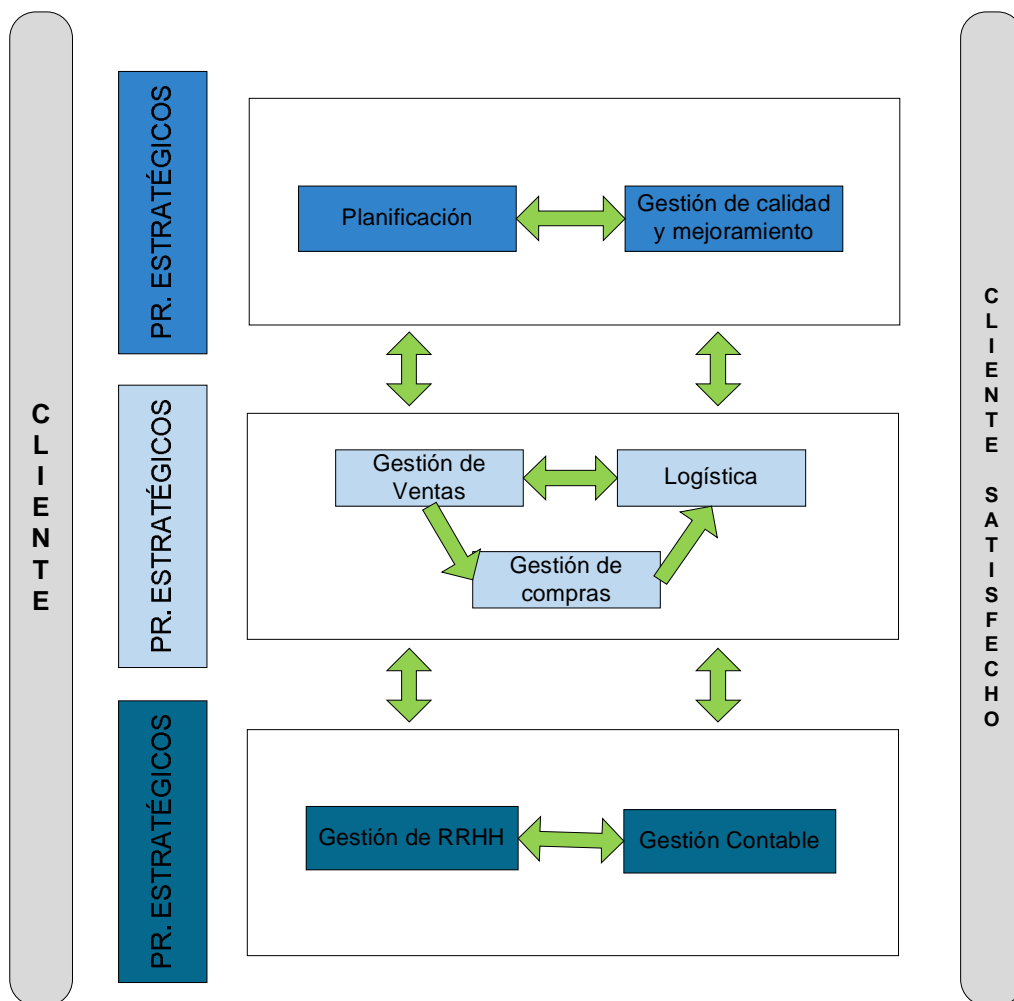 CLIENTE
PR. ESTRATÉGICOS
Planificación
Gestión de calidad
y mejoramiento
PR. ESTRATÉGICOS
Gestión de
Ventas
Logística
Gestión de
compras
PR. ESTRATÉGICOS
Gestión de RRHH
Gestión Contable
CLIENTE SATISFECHO